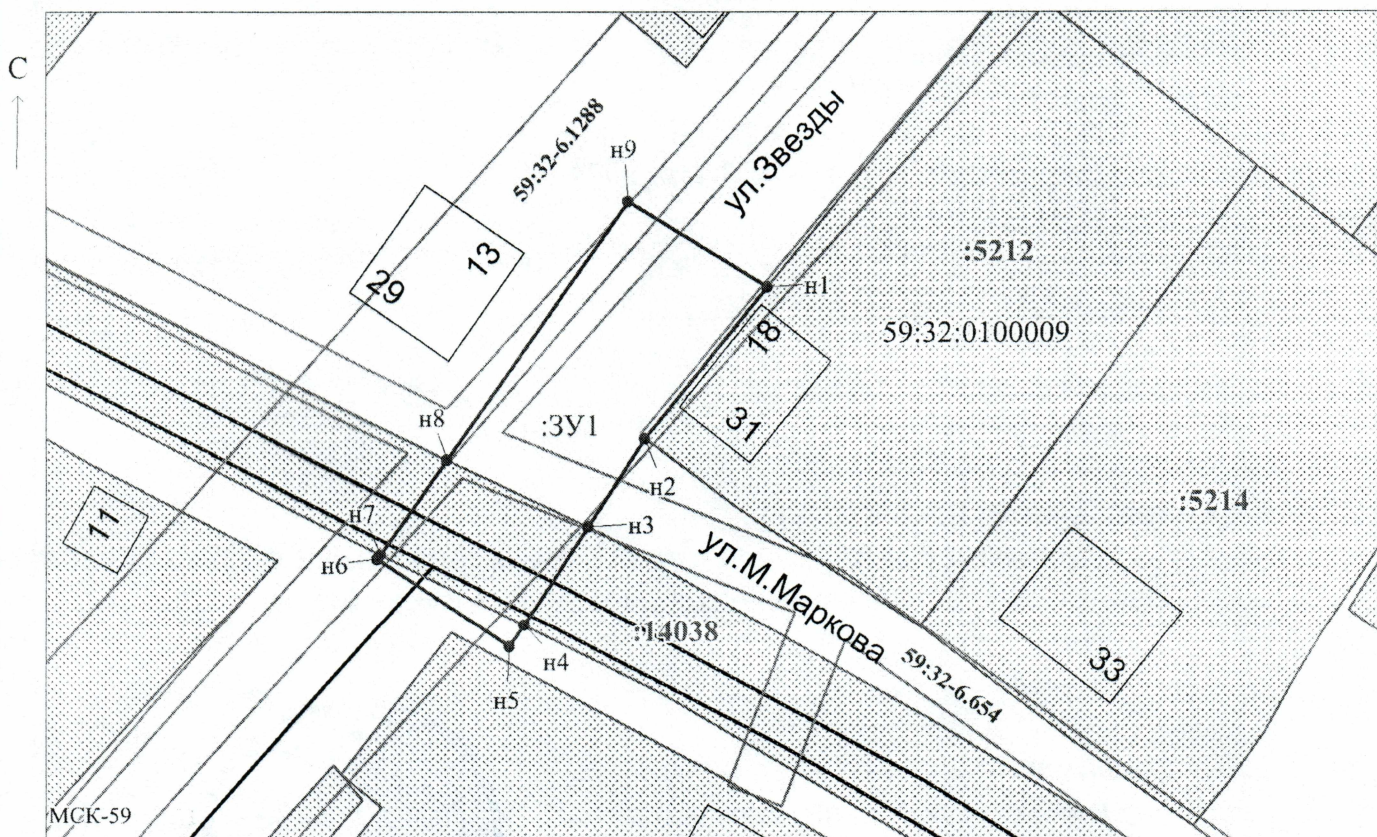 С
59:32-6.1288
ул.Звезды
н9
13
29
:5212
н1
18
59:32:0100009
31
н8
:ЗУ1
н2
:5214
н7
11
н3
н6
ул.М.Маркова
:14038
н4
59:32-6.654
33
н5
МСК-59